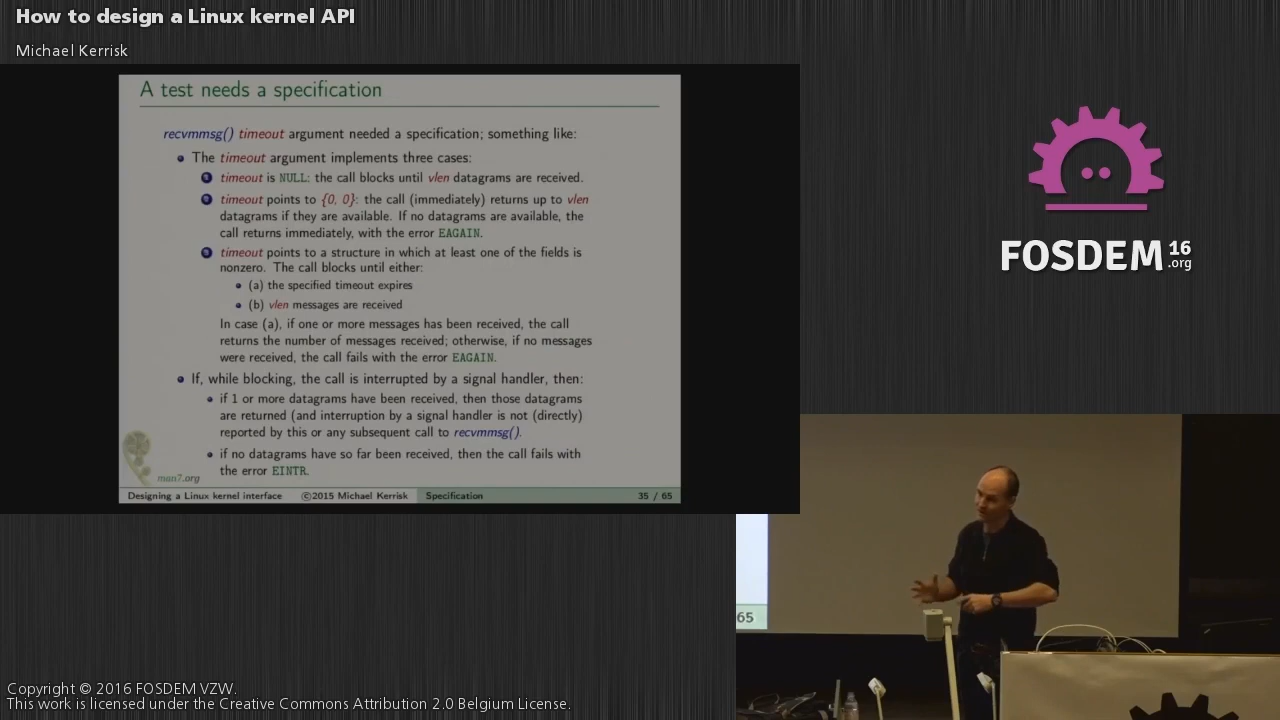 How to design a Linux kernel API
Michael Kerrisk
A test needs a specification
recvmmsg() timeout argument needed a specification; something like:
The timeout argument implements three cases:
1 timeout is NULL: the call blocks until vlen datagrams are received.
2 timeout points to {0, 0}: the call (immediately) returns up to vlen
datagrams if they are available. If no datagrams are available, the
call returns immediately, with the error EAGAIN.
3 timeout points to a structure in which at least one of the fields is
nonzero. The call blocks until either:
(a) the specified timeout expires
(b) vlen messages are received
In case (a), if one or more messages has been received, the call
returns the number of messages received; otherwise, if no messages
were received, the call fails with the error EAGAIN.
If, while blocking, the call is interrupted by a signal handler, then:
if 1 or more datagrams have been received, then those datagrams
are returned (and interruption by a signal handler is not (directly)
reported by this or any subsequent call to recvmmsg().
if no datagrams have so far been received, then the call fails with
the error EINTR.
man7.org
Designing a Linux kernel interface ©2015 Michael Kerrisk Specification 35 / 65
FOSDEM 16
.org
65
Copyright © 2016 FOSDEM VZW.
This work is licensed under the Creative Commons Attribution 2.0 Belgium License.